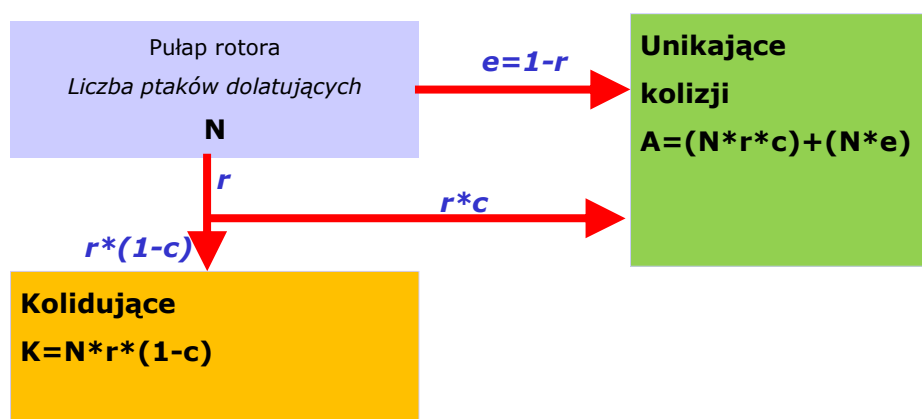 Pułap rotora
Liczba ptaków dolatujących
N
e=1-r
Unikające
kolizji
A=(N*r*c)+(N*e)
r
r*c
r*(1-c)
Kolidujące
K=N*r*(1-c)